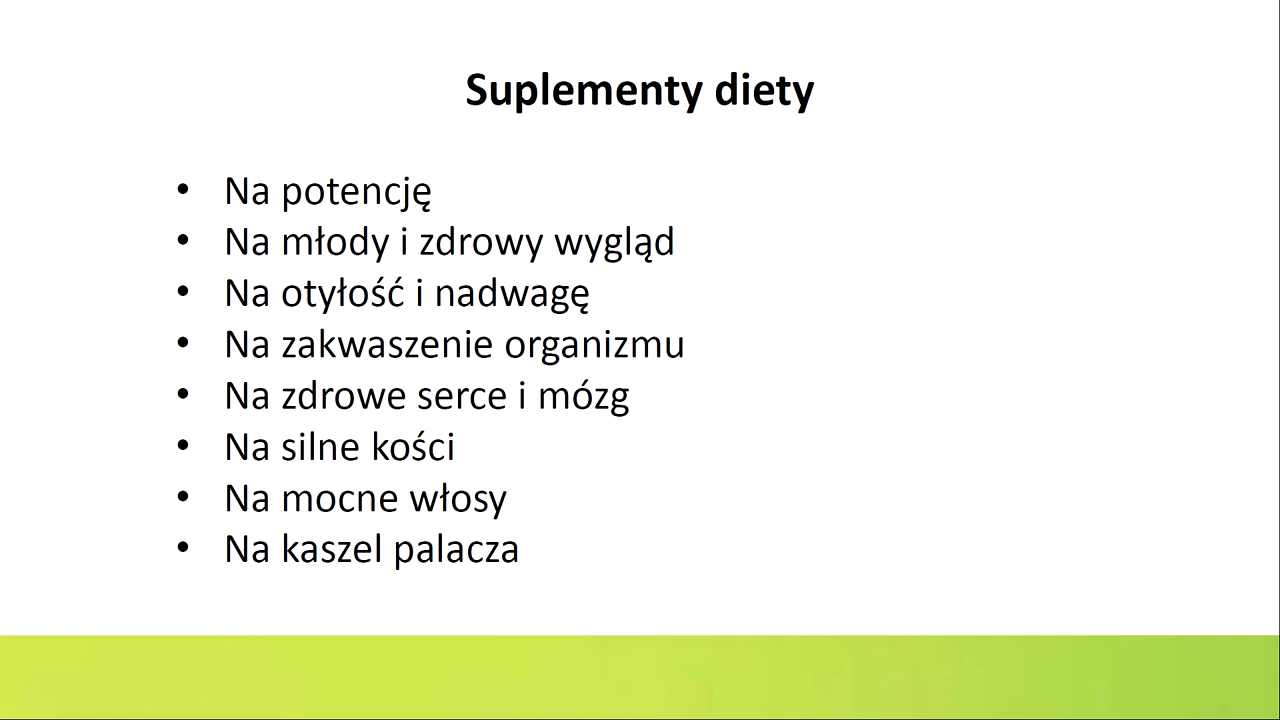 Suplementy diety
• Na potencję
• Na młody i zdrowy wygląd
• Na otyłość i nadwagę
• Na zakwaszenie organizmu
• Na zdrowe serce i mózg
• Na silne kości
• Na mocne włosy
• Na kaszel palacza